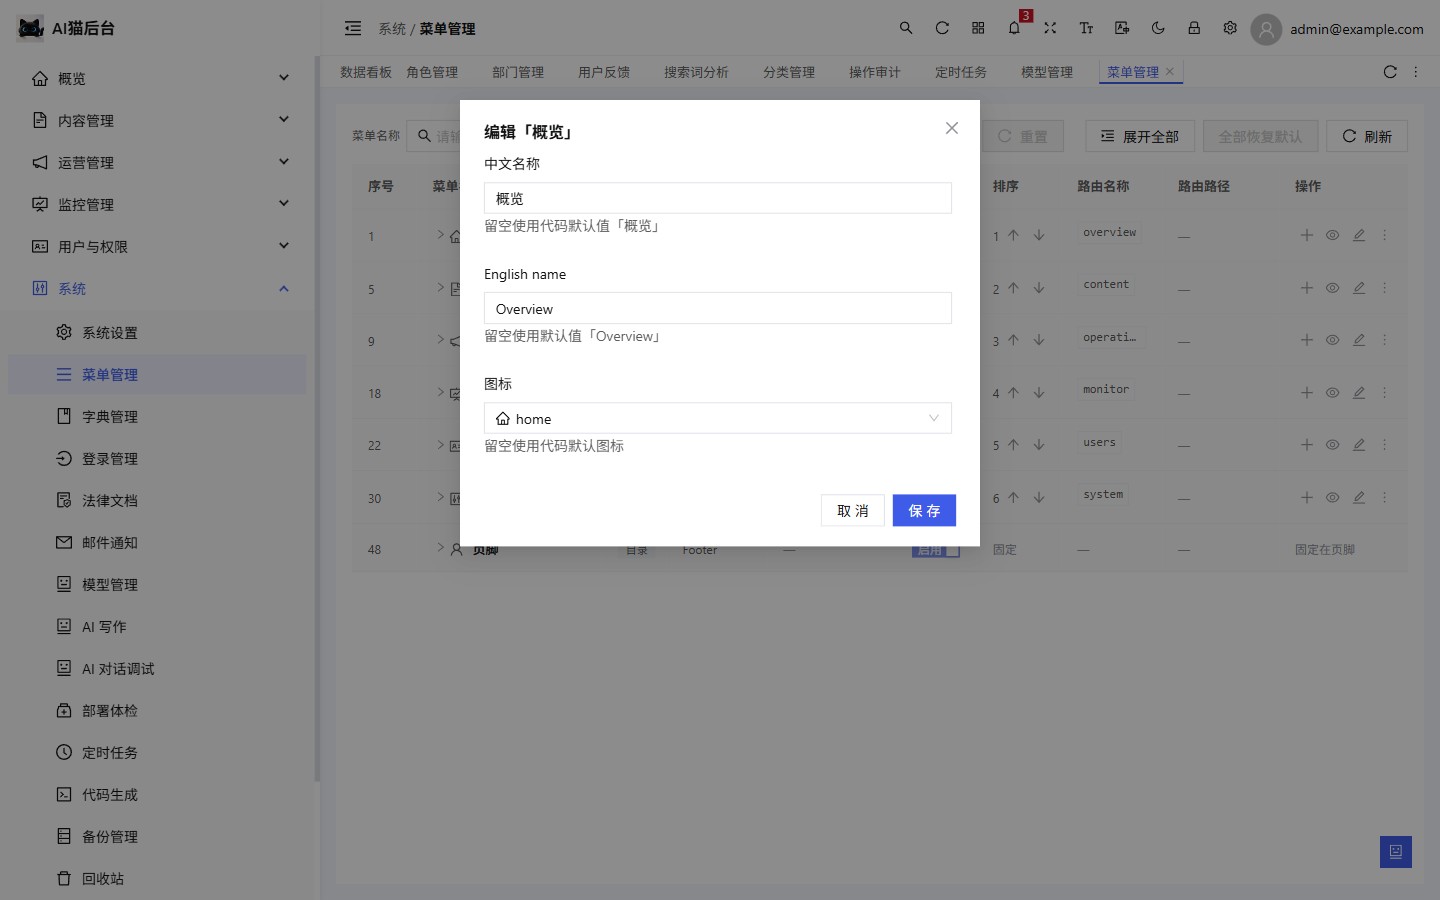 AI猫后台
系统 / 菜单管理
3
admin@example.com
概览
内容管理
运营管理
监控管理
用户与权限
系统
系统设置
菜单管理
字典管理
登录管理
法律文档
邮件通知
模型管理
AI 写作
AI 对话调试
部署体检
定时任务
代码生成
备份管理
回收站
数据看板 角色管理 部门管理 用户反馈 搜索词分析 分类管理 操作审计 定时任务 模型管理 菜单管理
菜单名称 重置 展开全部 全部恢复默认 刷新
序号 菜单 排序 路由名称 路由路径 操作
1 1 overview —
5 2 content —
9 3 operati… —
18 4 monitor —
22 5 users —
30 6 system —
48 页脚 目录 Footer — 启用 固定 — — 固定在页脚
编辑「概览」
中文名称
概览
留空使用代码默认值「概览」
English name
Overview
留空使用默认值「Overview」
图标
home
留空使用代码默认图标
取 消 保 存